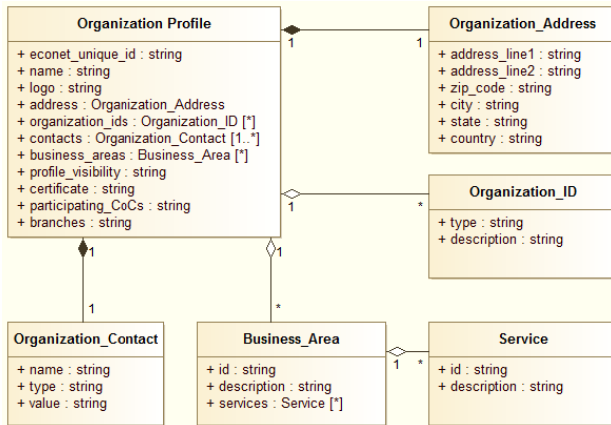 Organization Profile
+ econet_unique_id : string
+ name : string
+ logo : string
+ address : Organization_Address
+ organization_ids : Organization_ID [*]
+ contacts : Organization_Contact [1..*]
+ business_areas : Business_Area [*]
+ profile_visibility : string
+ certificate : string
+ participating_CoCs : string
+ branches : string
1
1
Organization_Address
+ address_line1 : string
+ address_line2 : string
+ zip_code : string
+ city : string
+ state : string
+ country : string
1
*
Organization_ID
+ type : string
+ description : string
1
1
Organization_Contact
+ name : string
+ type : string
+ value : string
1
*
Business_Area
+ id : string
+ description : string
+ services : Service [*]
1
*
Service
+ id : string
+ description : string